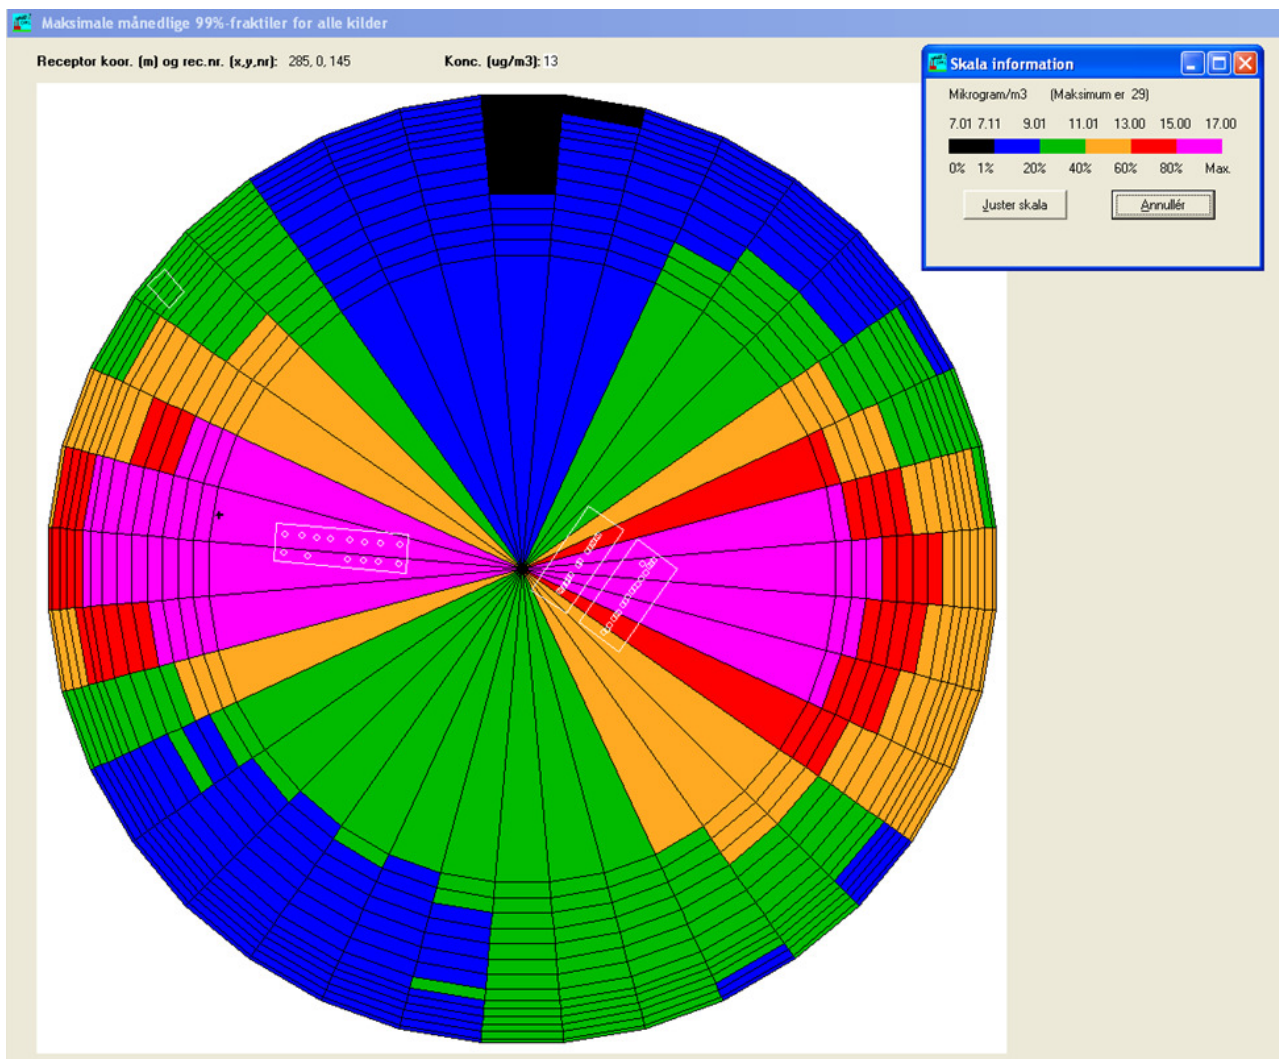 Maksimale månedlige 99%-fraktiler for alle kilder
Receptor koor. (m) og rec.nr. (x,y,nr): 285, 0, 145 Konc. (ug/m3): 13
Skala information
Mikrogram/m3 (Maksimum er 29)
7.01 7.11 9.01 11.01 13.00 15.00 17.00
0% 1% 20% 40% 60% 80% Max.
Juster skala Annullér